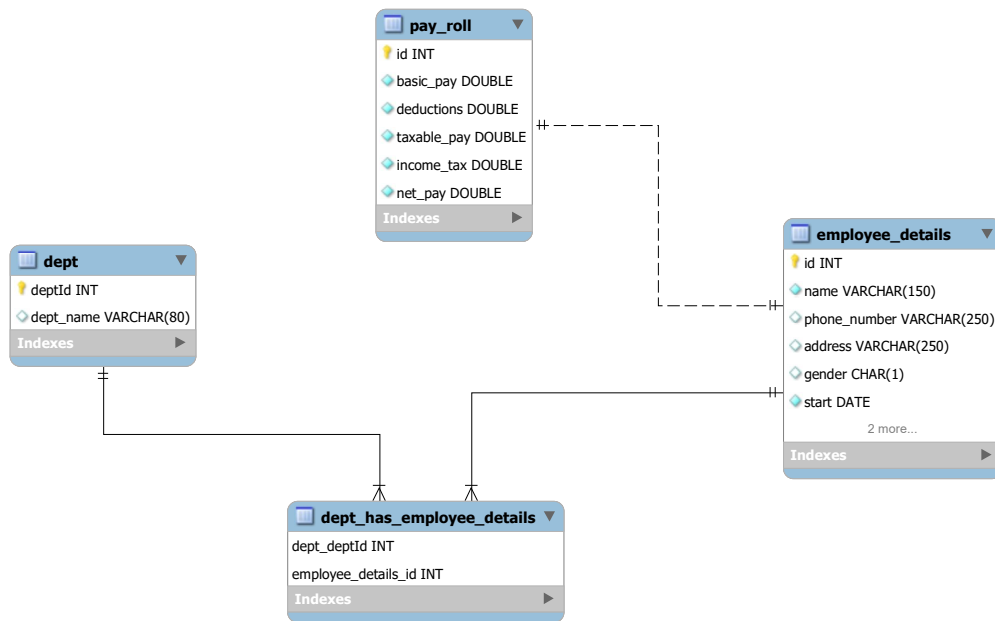 pay_roll
id INT
basic_pay DOUBLE
deductions DOUBLE
taxable_pay DOUBLE
income_tax DOUBLE
net_pay DOUBLE
Indexes
employee_details
id INT
name VARCHAR(150)
phone_number VARCHAR(250)
address VARCHAR(250)
gender CHAR(1)
start DATE
2 more...
Indexes
dept
deptId INT
dept_name VARCHAR(80)
Indexes
dept_has_employee_details
dept_deptId INT
employee_details_id INT
Indexes